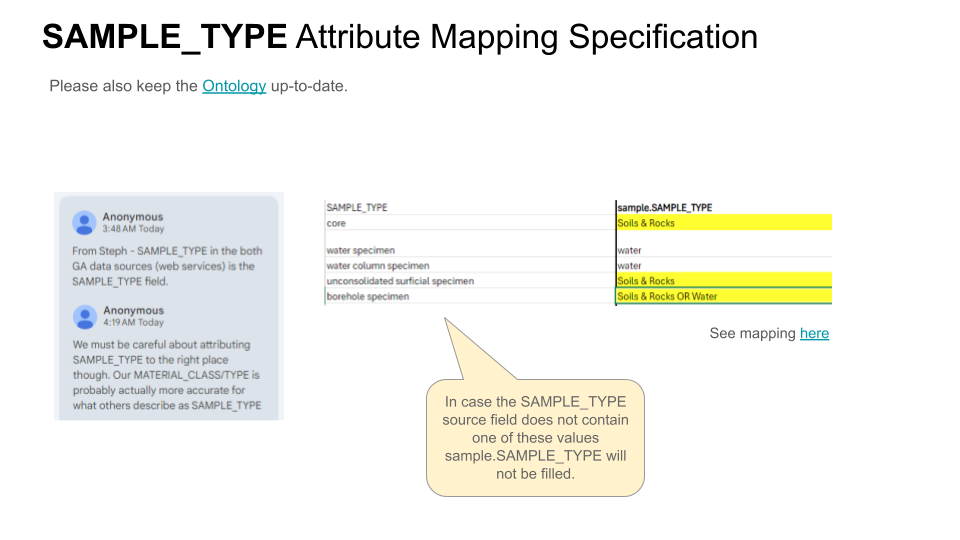 SAMPLE_TYPE Attribute Mapping Specification
Please also keep the Ontology up-to-date.
Anonymous
3:48 AM Today
From Steph - SAMPLE_TYPE in the both
GA data sources (web services) is the
SAMPLE_TYPE field.
Anonymous
4:19 AM Today
We must be careful about attributing
SAMPLE_TYPE to the right place
though. Our MATERIAL_CLASS/TYPE is
probably actually more accurate for
what others describe as SAMPLE_TYPE
SAMPLE_TYPE sample.SAMPLE_TYPE
core Soils & Rocks
water specimen water
water column specimen water
unconsolidated surficial specimen Soils & Rocks
borehole specimen Soils & Rocks OR Water
See mapping here
In case the SAMPLE_TYPE
source field does not contain
one of these values
sample.SAMPLE_TYPE will
not be filled.